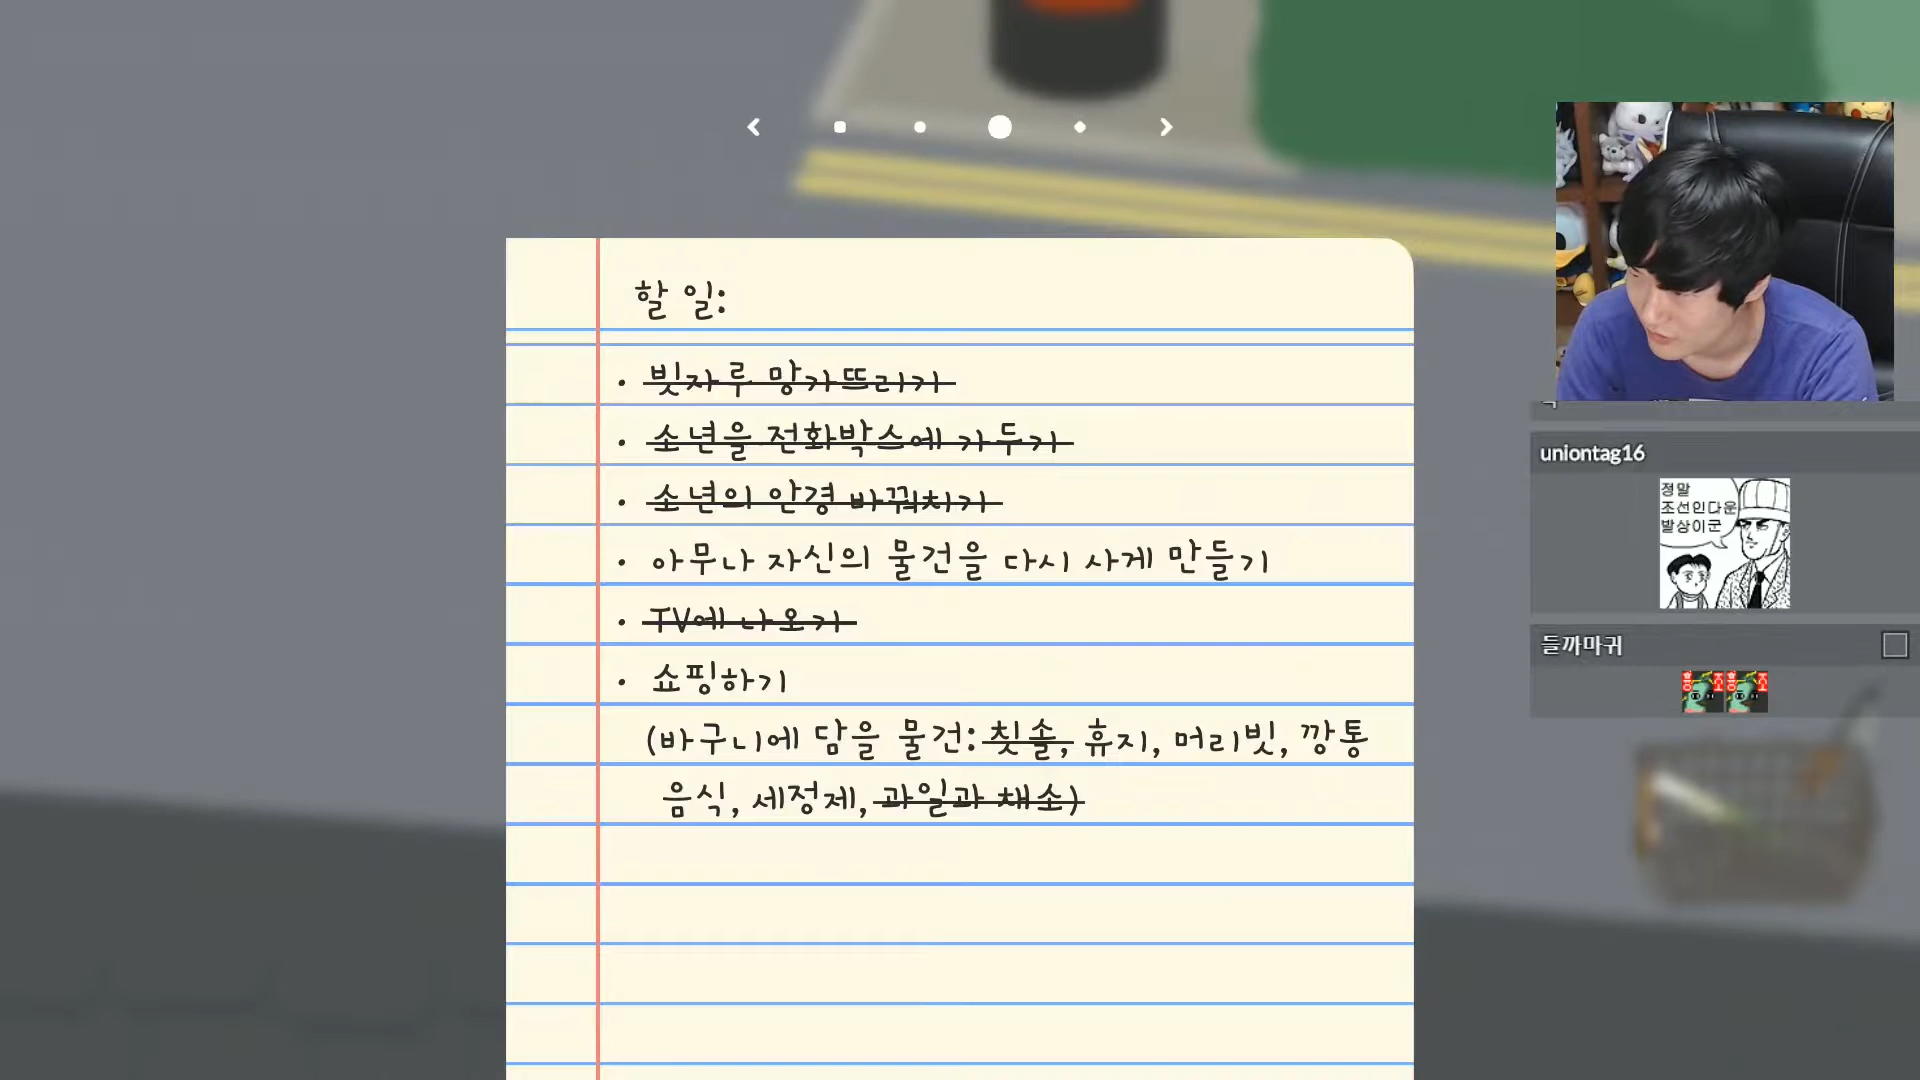 할 일:
• 빗자루 망가뜨리기
• 소년을 전화박스에 가두기
• 소년의 안경 바꿔치기
• 아무나 자신의 물건을 다시 사게 만들기
• TV에 나오기
• 쇼핑하기
(바구니에 담을 물건: 칫솔, 휴지, 머리빗, 깡통
음식, 세정제, 과일과 채소)
uniontag16
정말
조선인다운
발상이군
들까마귀